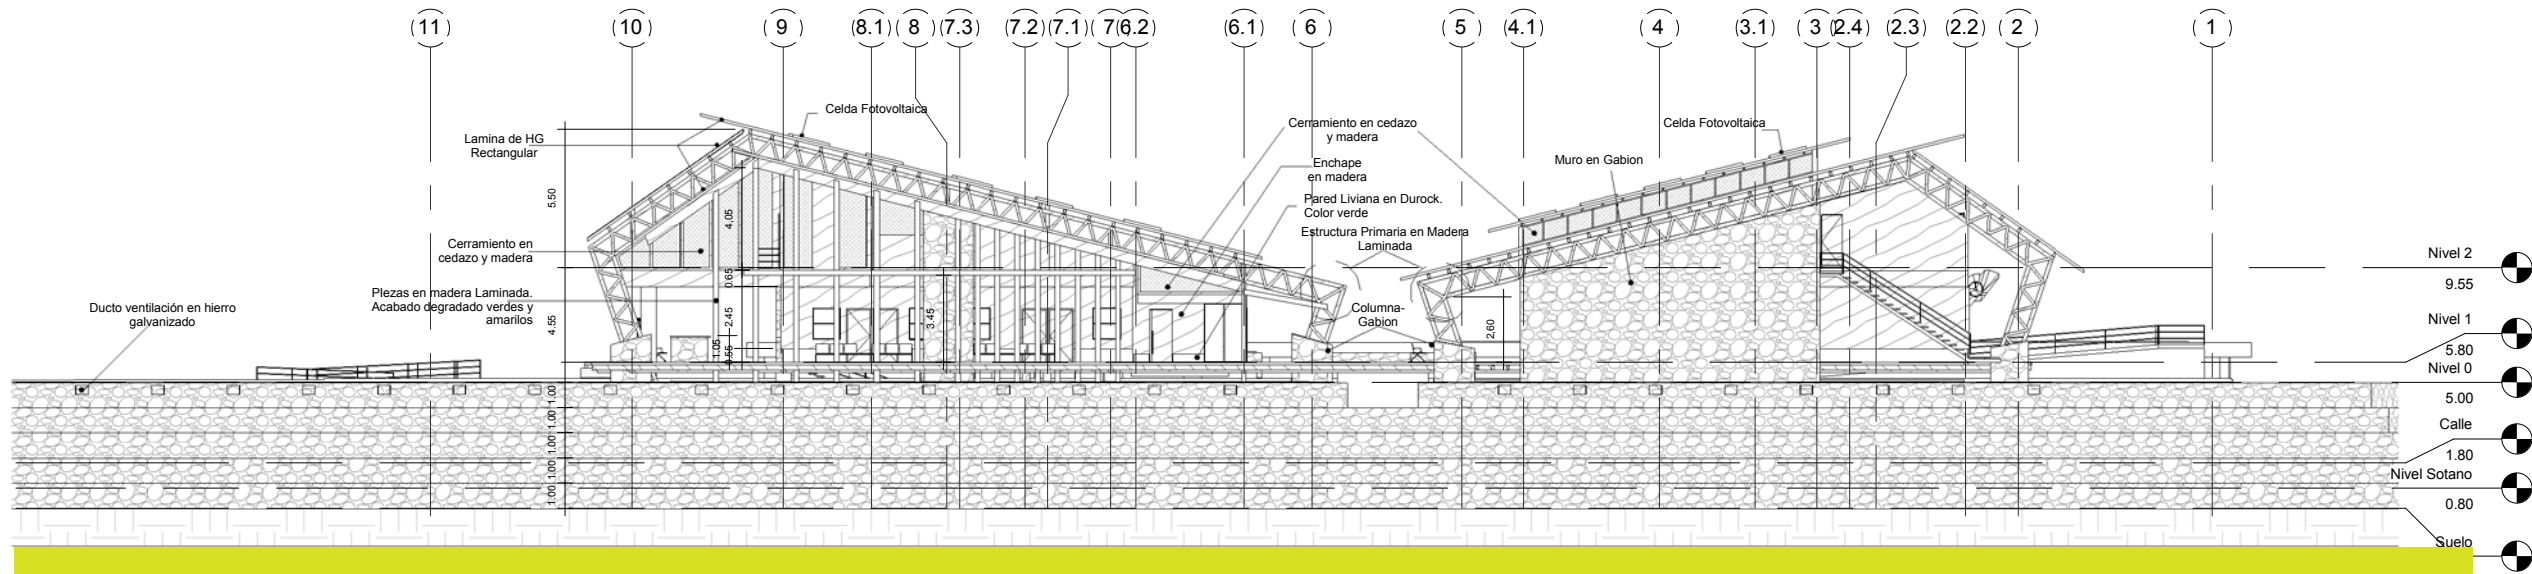 11 10 9 8.1 8 7.3 7.2 7.1 7 6.2 6.1 6 5 4.1 4 3.1 3 2.4 2.3 2.2 2 1
Celda Fotovoltaica
Lamina de HG
Rectangular
Cerramiento en
cedazo y madera
Plezas en madera Laminada.
Acabado degradado verdes y
amarilos
Ducto ventilación en hierro
galvanizado
5.50
4.55
1.00
1.00
1.00
1.00
1.00
4,05
0.65
2.45
1.05
0.55
3.45
Cerramiento en cedazo
y madera
Enchape
en madera
Pared Liviana en Durock.
Color verde
Estructura Primaria en Madera
Laminada
Columna-
Gabion
2,60
Celda Fotovoltaica
Muro en Gabion
Nivel 2
9.55
Nivel 1
5.80
Nivel 0
5.00
Calle
1.80
Nivel Sotano
0.80
Suelo